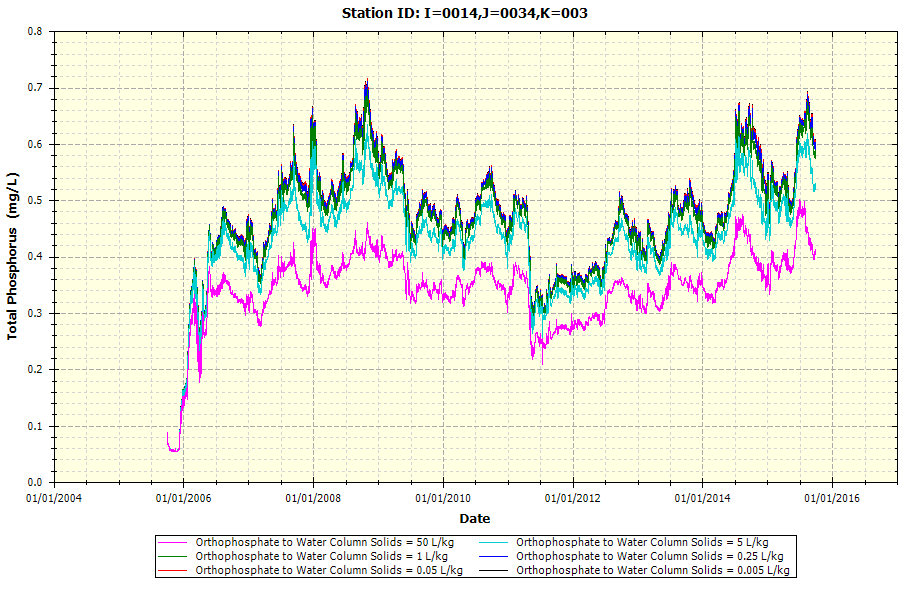 Station ID: I=0014,J=0034,K=003
Total Phosphorus (mg/L)
0.8
0.7
0.6
0.5
0.4
0.3
0.2
0.1
0.0
01/01/2004 01/01/2006 01/01/2008 01/01/2010 01/01/2012 01/01/2014 01/01/2016
Date
Orthophosphate to Water Column Solids = 50 L/kg Orthophosphate to Water Column Solids = 5 L/kg
Orthophosphate to Water Column Solids = 1 L/kg Orthophosphate to Water Column Solids = 0.25 L/kg
Orthophosphate to Water Column Solids = 0.05 L/kg Orthophosphate to Water Column Solids = 0.005 L/kg